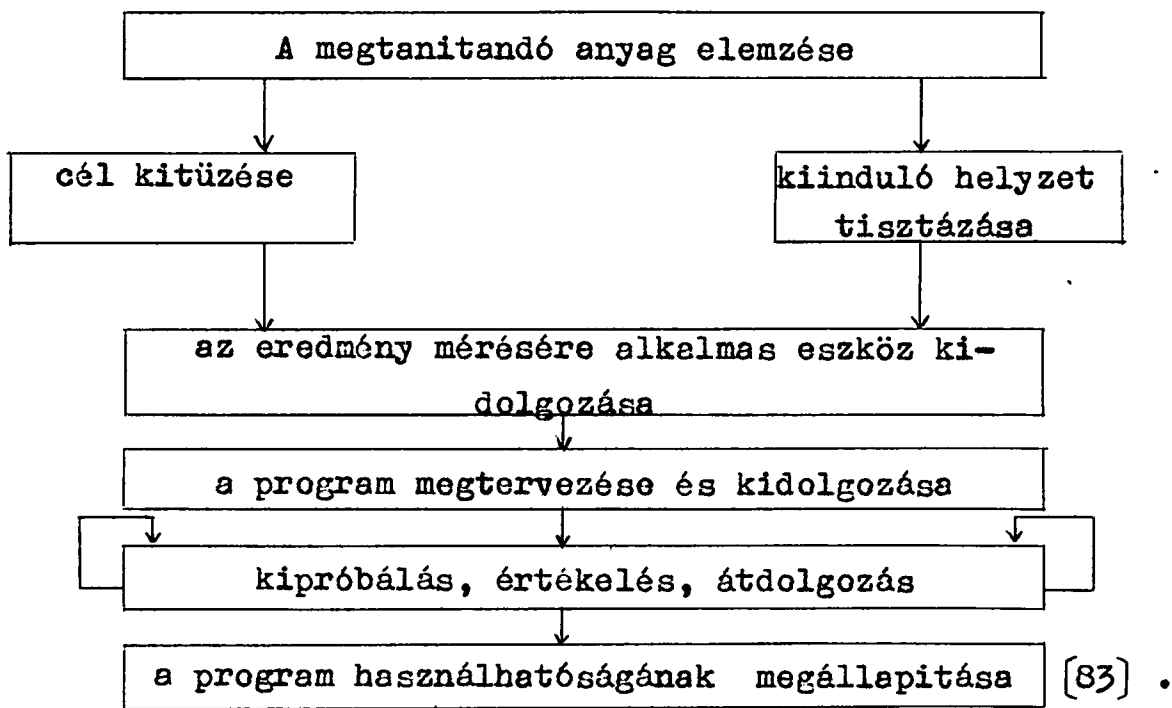 A megtanitandó anyag elemzése
cél kitüzése
kiinduló helyzet
tisztázása
az eredmény mérésére alkalmas eszköz ki-
dolgozása
a program megtervezése és kidolgozása
kipróbálás, értékelés, átdolgozás
a program használhatóságának megállapitása [83] .